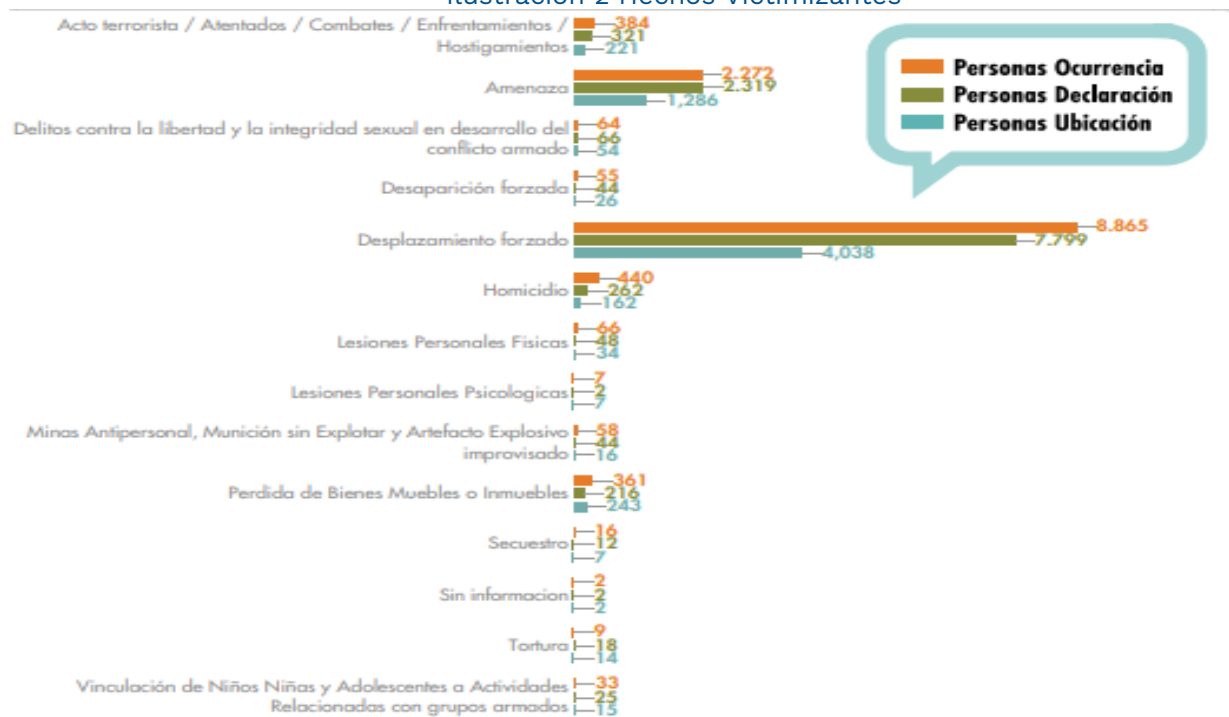 Ilustración 2 Hechos Victimizantes
Acto terrorista / Atentados / Combates / Enfrentamientos /
Hostigamientos
384
321
221
Personas Ocurrencia
Personas Declaración
Personas Ubicación
Amenaza
2.272
2.319
1,286
Delitos contra la libertad y la integridad sexual en desarrollo del
conflicto armado
64
66
54
Desaparición forzada
55
44
26
Desplazamiento forzado
8.865
7.799
4,038
Homicidio
440
262
162
Lesiones Personales Fisicas
66
48
34
Lesiones Personales Psicologicas
7
2
7
Minas Antipersonal, Munición sin Explotar y Artefacto Explosivo
improvisado
58
44
16
Perdida de Bienes Muebles o Inmuebles
361
216
243
Secuestro
16
12
7
Sin informacion
2
2
2
Tortura
9
18
14
Vinculación de Niños Niñas y Adolescentes a Actividades
Relacionadas con grupos armados
33
25
15